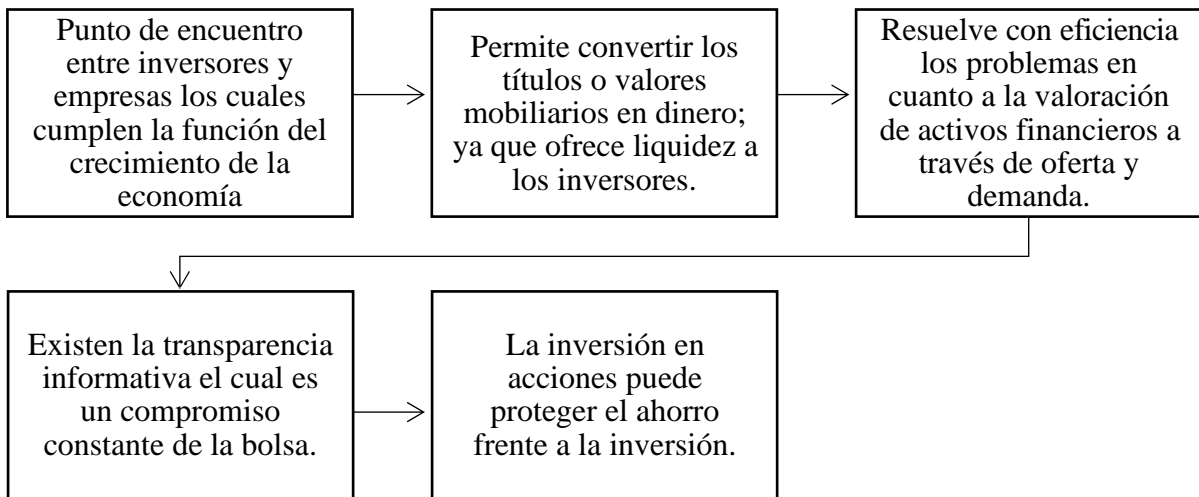 Punto de encuentro
entre inversores y
empresas los cuales
cumplen la función del
crecimiento de la
economía
Permite convertir los
títulos o valores
mobiliarios en dinero;
ya que ofrece liquidez a
los inversores.
Resuelve con eficiencia
los problemas en
cuanto a la valoración
de activos financieros a
través de oferta y
demanda.
Existen la transparencia
informativa el cual es
un compromiso
constante de la bolsa.
La inversión en
acciones puede
proteger el ahorro
frente a la inversión.